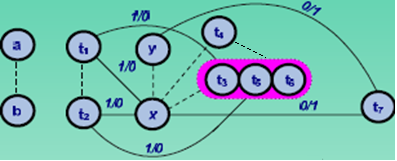 1/0 0/1
a t₁ y t₄
1/0
t₃ t₅ t₆
b t₂ 1/0 x 0/1 t₇
1/0